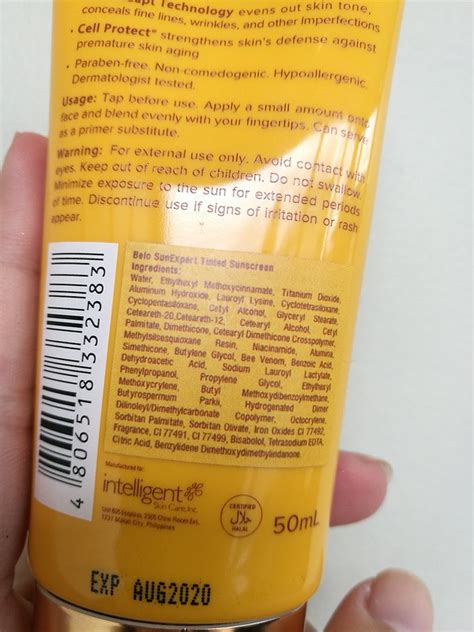 apt Technology evens out skin tone,
conceals fine lines, wrinkles, and other imperfections
• Cell Protect® strengthens skin's defense against
premature skin aging
• Paraben-free. Non-comedogenic. Hypoallergenic.
Dermatologist tested.
Usage: Tap before use. Apply a small amount onto
face and blend evenly with your fingertips. Can serve
as a primer substitute.
Warning: For external use only. Avoid contact with
eyes. Keep out of reach of children. Do not swallow.
Minimize exposure to the sun for extended periods
of time. Discontinue use if signs of irritation or rash
appear.
Belo SunExpert Tinted Sunscreen
Ingredients:
Water, Ethylhexyl Methoxycinnamate, Titanium Dioxide,
Aluminum Hydroxide, Lauroyl Lysine, Cyclotetrasiloxane,
Cyclopentasiloxane, Cetyl Alcohol, Glyceryl Stearate,
Ceteareth-20,Ceteareth-12, Cetearyl Alcohol, Cetyl
Palmitate, Dimethicone, Cetearyl Dimethicone Crosspolymer,
Methylsilsesquioxane Resin, Niacinamide, Alumina,
Simethicone, Butylene Glycol, Bee Venom, Benzoic Acid,
Dehydroacetic Acid, Sodium Lauroyl Lactylate,
Phenylpropanol, Propylene Glycol, Ethylhexyl
Methoxycrylene, Butyl Methoxydibenzoylmethane,
Butyrospermum Parkii, Hydrogenated Dimer
Dilinoleyl/Dimethylcarbonate Copolymer, Octocrylene,
Sorbitan Palmitate, Sorbitan Olivate, Iron Oxides CI 77492,
Fragrance, CI 77491, CI 77499, Bisabolol, Tetrasodium EDTA,
Citric Acid, Benzylidene Dimethoxydimethylindanone
4 806518 332383
Manufactured for:
intelligent
Skin Care, Inc.
1231 Makati City, Philippines
CERTIFIED
HALAL
50mL
EXP AUG2020